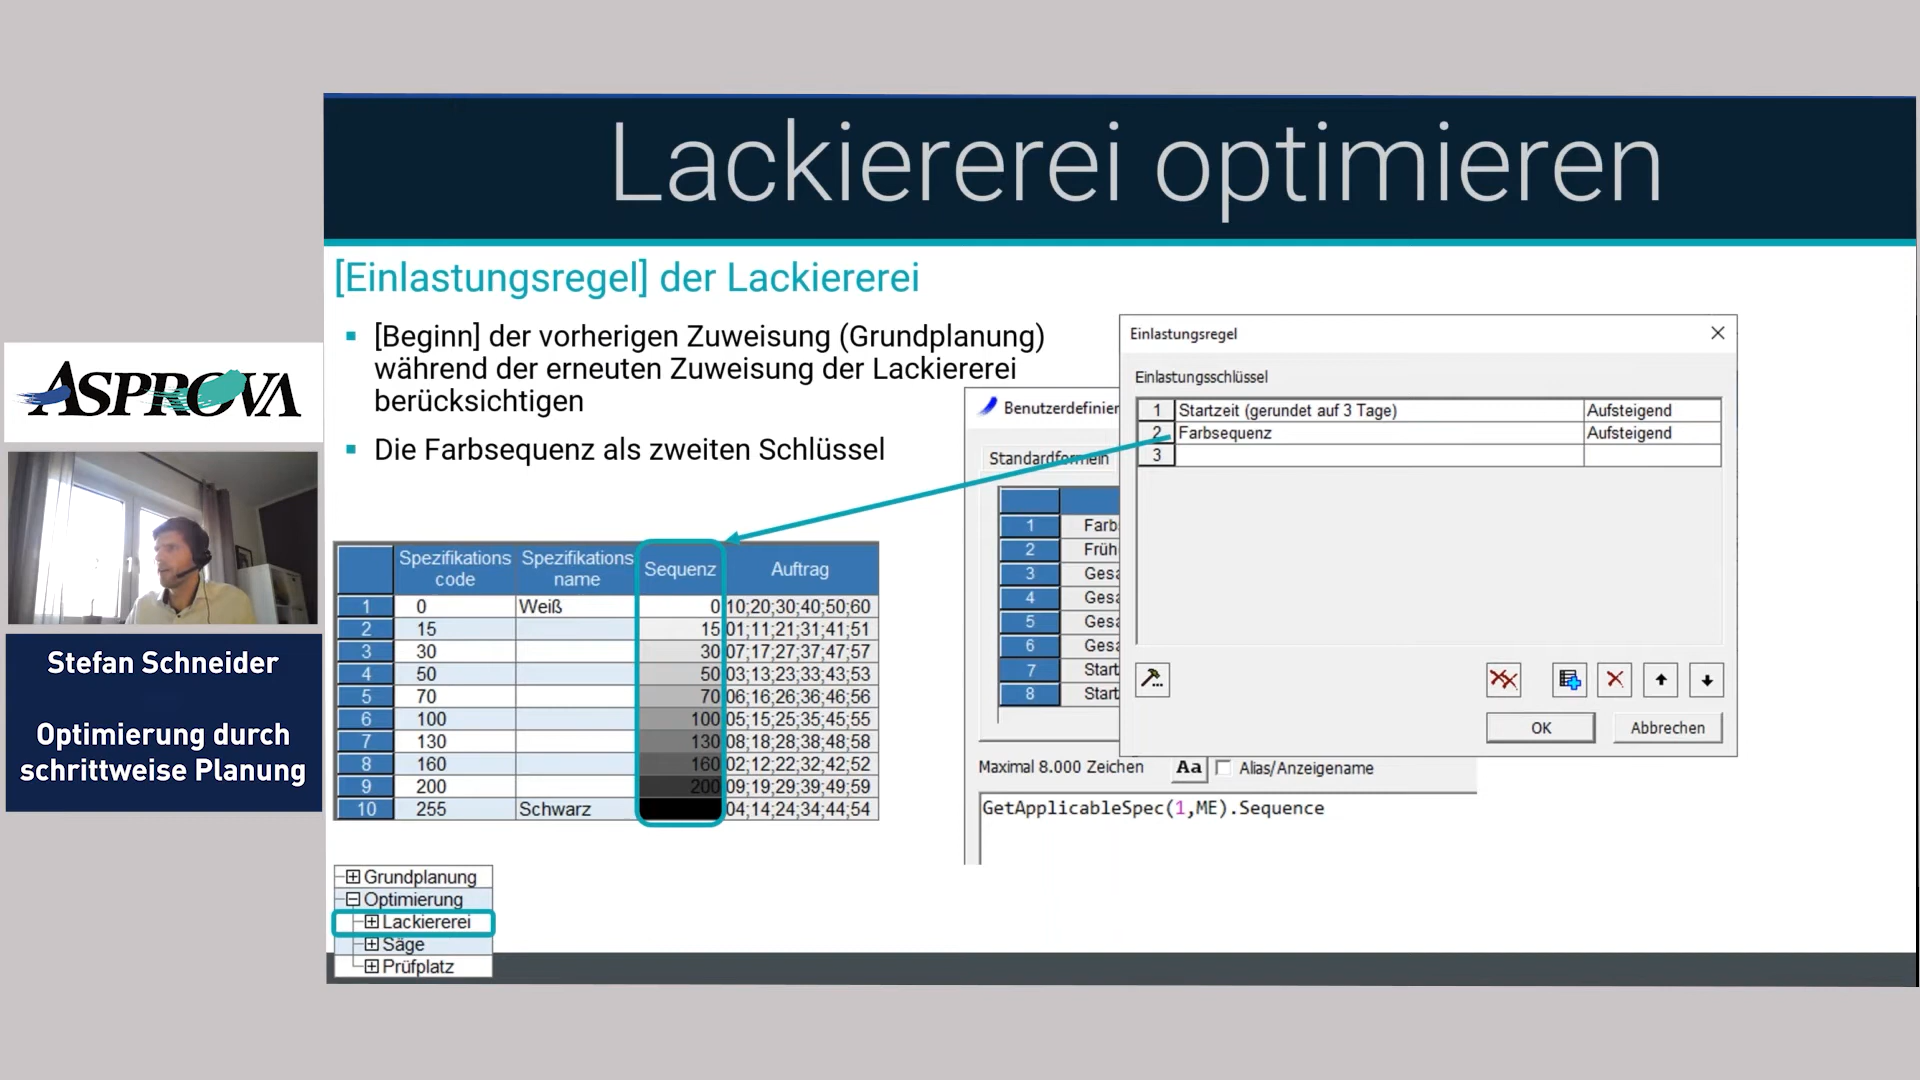 Lackiererei optimieren
[Einlastungsregel] der Lackiererei
[Beginn] der vorherigen Zuweisung (Grundplanung)
während der erneuten Zuweisung der Lackiererei
berücksichtigen
Die Farbsequenz als zweiten Schlüssel
ASPROVA
Stefan Schneider
Optimierung durch
schrittweise Planung
Spezifikations code Spezifikations name Sequenz Auftrag
1 0 Weiß 0 10;20;30;40;50;60
2 15 15 01;11;21;31;41;51
3 30 30 07;17;27;37;47;57
4 50 50 03;13;23;33;43;53
5 70 70 06;16;26;36;46;56
6 100 100 05;15;25;35;45;55
7 130 130 08;18;28;38;48;58
8 160 160 02;12;22;32;42;52
9 200 200 09;19;29;39;49;59
10 255 Schwarz 04;14;24;34;44;54
Grundplanung
Optimierung
Lackiererei
Säge
Prüfplatz
Benutzerdefinier
Standardformeln
1 Farb
2 Früh
3 Gesa
4 Gesa
5 Gesa
6 Gesa
7 Start
8 Start
Maximal 8.000 Zeichen Aa Alias/Anzeigename
GetApplicableSpec(1,ME).Sequence
Einlastungsregel
Einlastungsschlüssel
1 Startzeit (gerundet auf 3 Tage) Aufsteigend
2 Farbsequenz Aufsteigend
3
OK Abbrechen